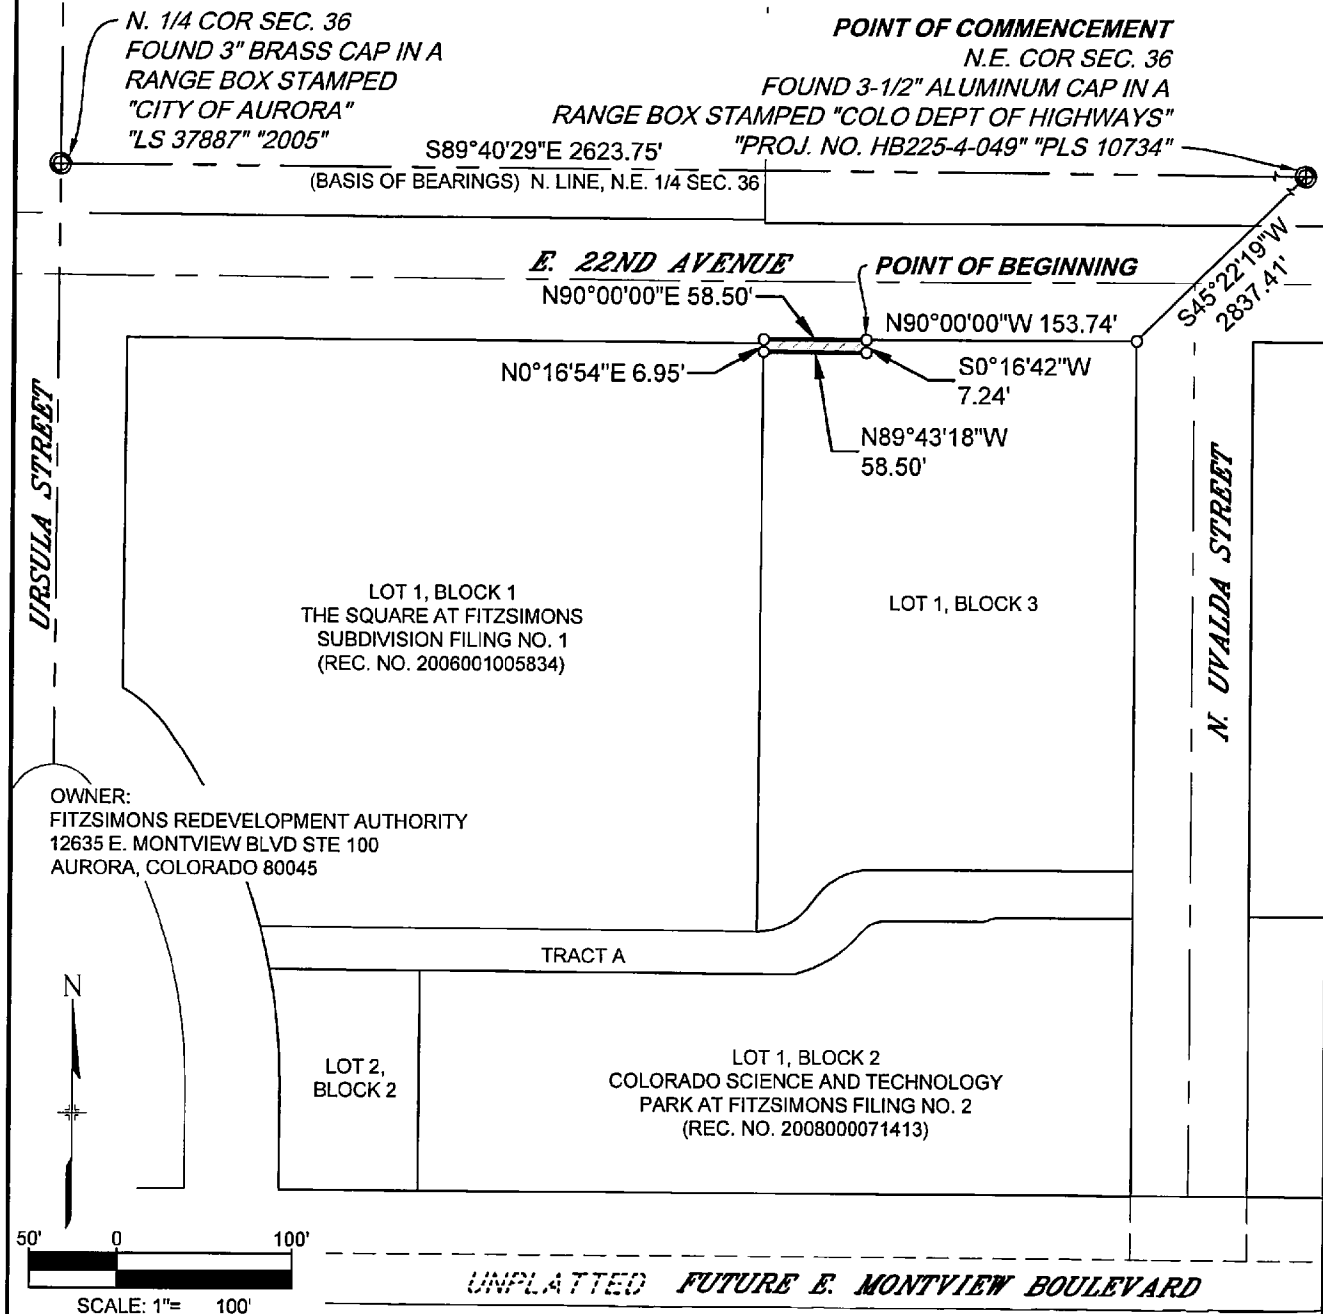 N. 1/4 COR SEC. 36
FOUND 3" BRASS CAP IN A
RANGE BOX STAMPED
"CITY OF AURORA"
"LS 37887" "2005"
POINT OF COMMENCEMENT
N.E. COR SEC. 36
FOUND 3-1/2" ALUMINUM CAP IN A
RANGE BOX STAMPED "COLO DEPT OF HIGHWAYS"
"PROJ. NO. HB225-4-049" "PLS 10734"
S89°40'29"E 2623.75'
(BASIS OF BEARINGS) N. LINE, N.E. 1/4 SEC. 36
S45°22'19"W
2837.41'
E. 22ND AVENUE
POINT OF BEGINNING
N90°00'00"E 58.50'
N90°00'00"W 153.74'
N0°16'54"E 6.95'
S0°16'42"W
7.24'
N89°43'18"W
58.50'
URSULA STREET
N. UVALDA STREET
LOT 1, BLOCK 1
THE SQUARE AT FITZSIMONS
SUBDIVISION FILING NO. 1
(REC. NO. 2006001005834)
LOT 1, BLOCK 3
OWNER:
FITZSIMONS REDEVELOPMENT AUTHORITY
12635 E. MONTVIEW BLVD STE 100
AURORA, COLORADO 80045
TRACT A
N
LOT 2,
BLOCK 2
LOT 1, BLOCK 2
COLORADO SCIENCE AND TECHNOLOGY
PARK AT FITZSIMONS FILING NO. 2
(REC. NO. 2008000071413)
50' 0 100'
SCALE: 1"= 100'
UNPLATTED FUTURE E. MONTVIEW BOULEVARD